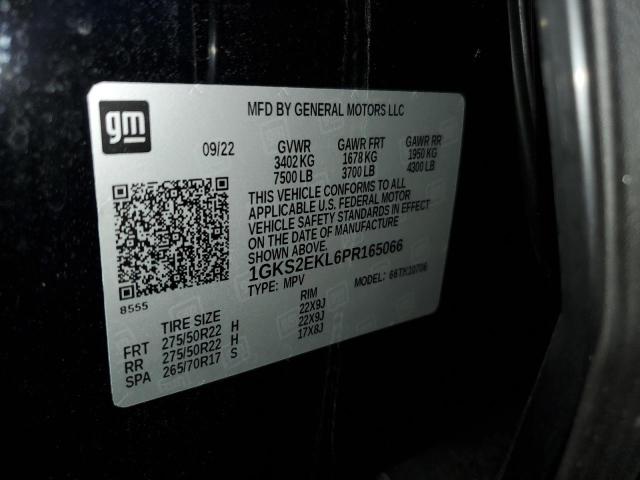 gm
MFD BY GENERAL MOTORS LLC
09/22 GVWR GAWR FRT GAWR RR
3402 KG 1678 KG 1950 KG
7500 LB 3700 LB 4300 LB
THIS VEHICLE CONFORMS TO ALL
APPLICABLE U.S. FEDERAL MOTOR
VEHICLE SAFETY STANDARDS IN EFFECT
ON THE DATE OF MANUFACTURE
SHOWN ABOVE.
1GKS2EKL6PR165066
TYPE: MPV MODEL: 66TK10706
8555
TIRE SIZE RIM
FRT 275/50R22 H 22X9J
RR 275/50R22 H 22X9J
SPA 265/70R17 S 17X8J